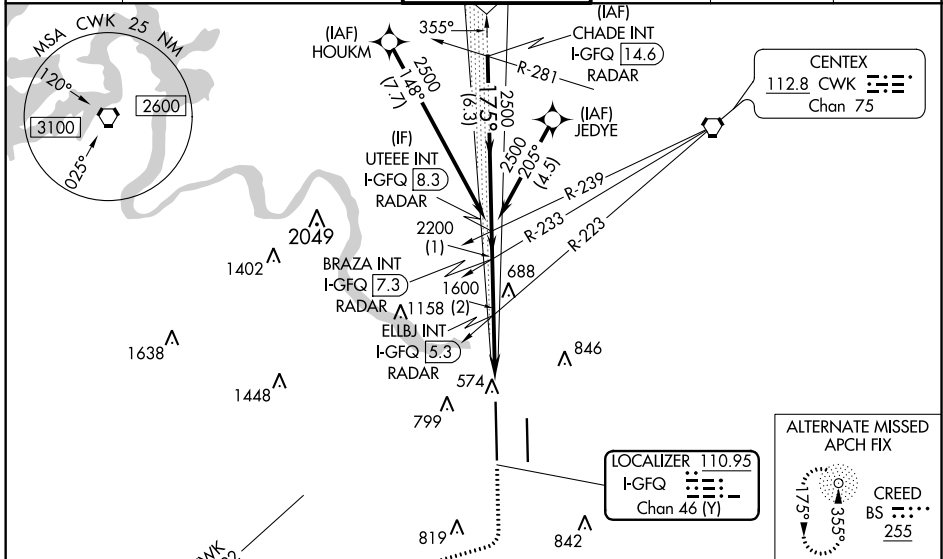 MSA CWK 25 NM
120°
3100
2600
025°
(IAF)
HOUKM
2500
148°
(7.7)
355°
(IAF)
CHADE INT
I-GFQ 14.6
RADAR
R-281
175°
(6.3)
2500
(IAF)
JEDYE
2500
205°
(4.5)
CENTEX
112.8 CWK
Chan 75
(IF)
UTEEE INT
I-GFQ 8.3
RADAR
R-239
R-233
R-223
2200
(1)
2049
1402
BRAZA INT
I-GFQ 7.3
RADAR
1600
(2)
688
1158
ELLBJ INT
I-GFQ 5.3
RADAR
1638
1448
846
574
799
LOCALIZER 110.95
I-GFQ
Chan 46 (Y)
ALTERNATE MISSED
APCH FIX
175°
355°
CREED
BS
255
819
842